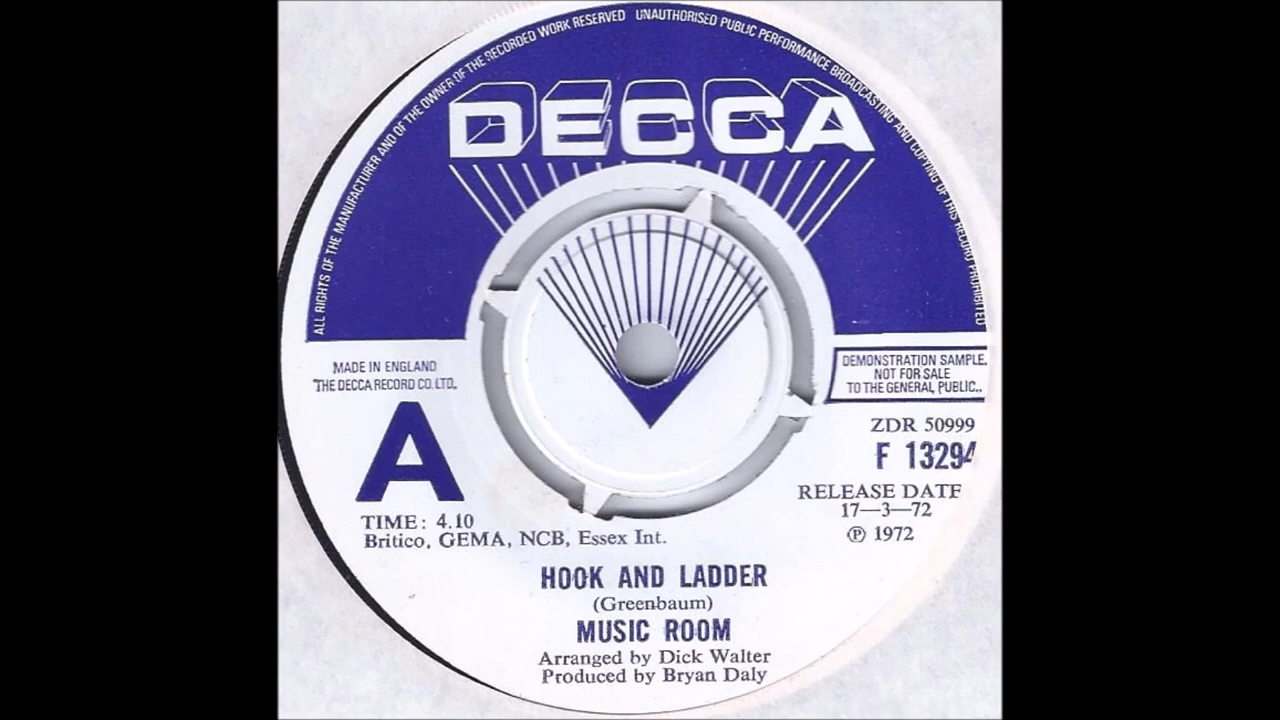 ALL RIGHTS OF THE MANUFACTURER AND OF THE OWNER OF THE RECORDED WORK RESERVED UNAUTHORISED PUBLIC PERFORMANCE BROADCASTING AND COPYING OF THIS RECORD PROHIBITED
DECCA
MADE IN ENGLAND
THE DECCA RECORD CO. LTD.
DEMONSTRATION SAMPLE.
NOT FOR SALE
TO THE GENERAL PUBLIC..
A
ZDR 50999
F 13294
RELEASE DATE
17—3—72
℗ 1972
TIME: 4.10
Britico, GEMA, NCB, Essex Int.
HOOK AND LADDER
(Greenbaum)
MUSIC ROOM
Arranged by Dick Walter
Produced by Bryan Daly